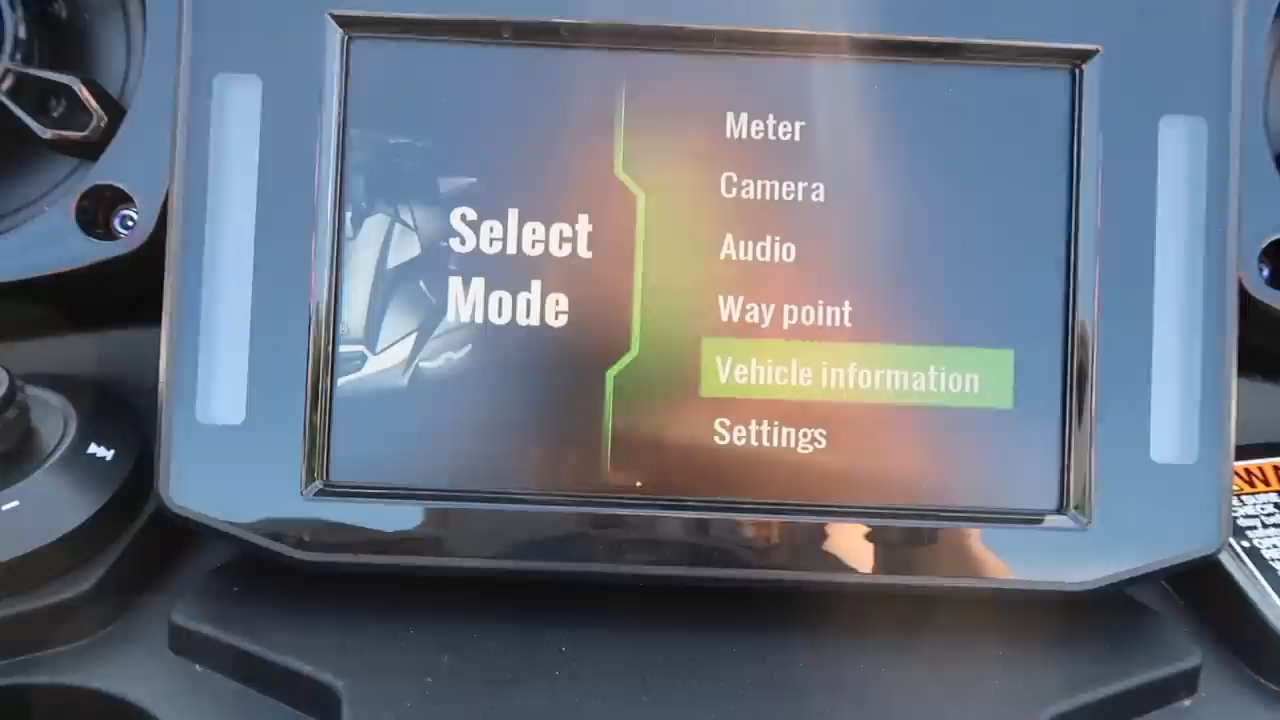 Select
Mode
Meter
Camera
Audio
Way point
Vehicle information
Settings